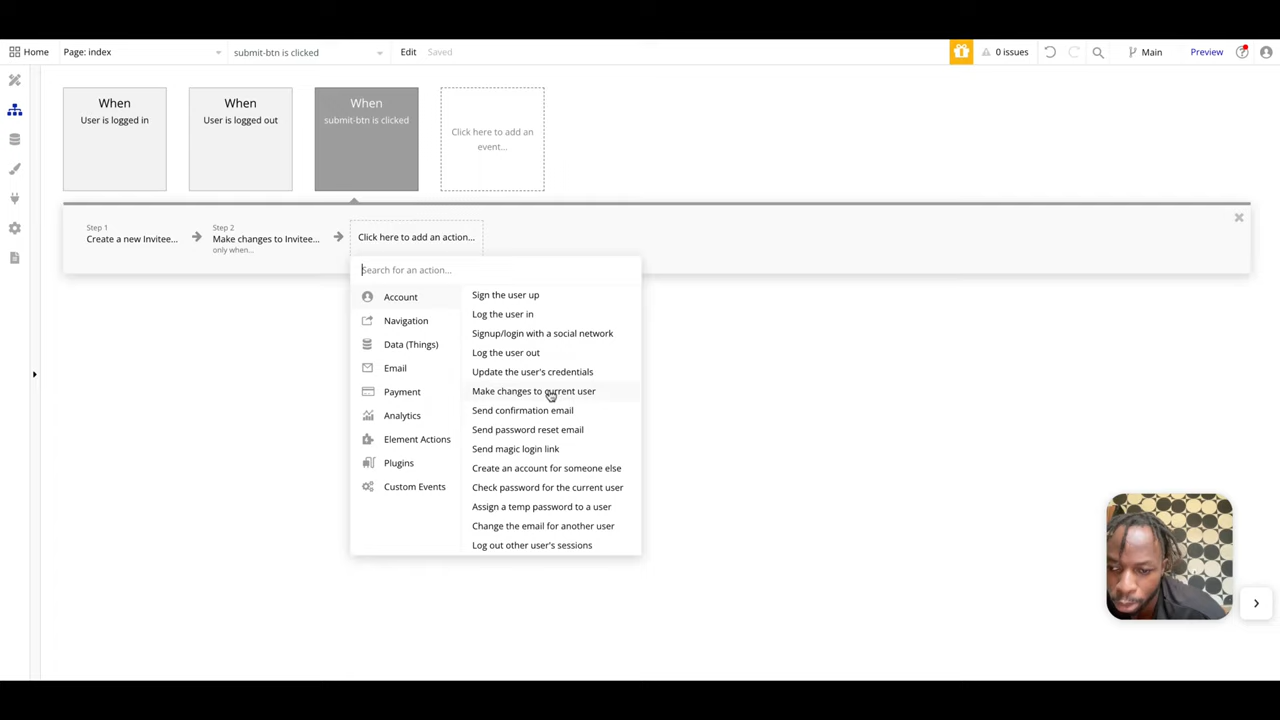 Home
Page: index
submit-btn is clicked
Edit
Saved
0 issues
Main
Preview
When
User is logged in
When
User is logged out
When
submit-btn is clicked
Click here to add an
event...
Step 1
Create a new Invitee...
Step 2
Make changes to Invitee...
only when...
Click here to add an action...
Search for an action...
Account
Navigation
Data (Things)
Email
Payment
Analytics
Element Actions
Plugins
Custom Events
Sign the user up
Log the user in
Signup/login with a social network
Log the user out
Update the user's credentials
Make changes to current user
Send confirmation email
Send password reset email
Send magic login link
Create an account for someone else
Check password for the current user
Assign a temp password to a user
Change the email for another user
Log out other user's sessions